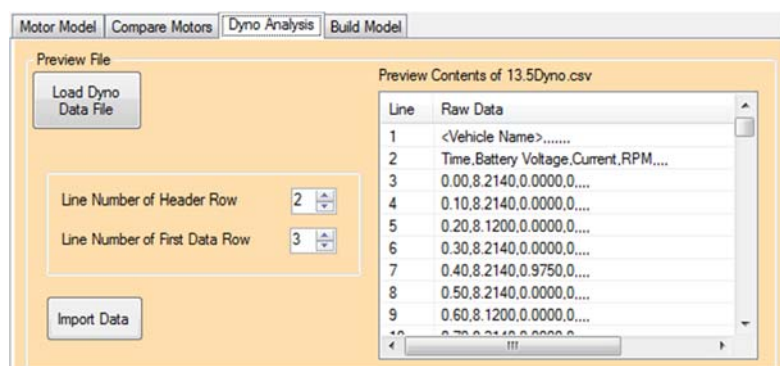 Motor Model Compare Motors Dyno Analysis Build Model
Preview File
Load Dyno
Data File
Line Number of Header Row 2
Line Number of First Data Row 3
Import Data
Preview Contents of 13.5Dyno.csv
Line Raw Data
1 <Vehicle Name>,,,,,,,
2 Time,Battery Voltage,Current,RPM,,,,
3 0.00,8.2140,0.0000,0,,,,
4 0.10,8.2140,0.0000,0,,,,
5 0.20,8.1200,0.0000,0,,,,
6 0.30,8.2140,0.0000,0,,,,
7 0.40,8.2140,0.9750,0,,,,
8 0.50,8.2140,0.0000,0,,,,
9 0.60,8.1200,0.0000,0,,,,